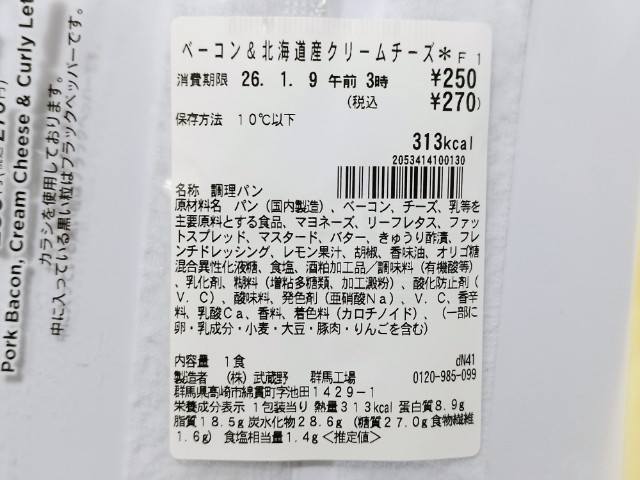 ベーコン&北海道産クリームチーズ* F1
消費期限 26. 1. 9 午前 3時
¥250
(税込 ¥270)
保存方法 10℃以下
313kcal
2053414100130
名称 調理パン
原材料名 パン(国内製造)、ベーコン、チーズ、乳等を
主要原料とする食品、マヨネーズ、リーフレタス、ファッ
トスプレッド、マスタード、バター、きゅうり酢漬、フレ
ンチドレッシング、レモン果汁、胡椒、香味油、オリゴ糖
混合異性化液糖、食塩、酒粕加工品/調味料(有機酸等)
、乳化剤、糊料(増粘多糖類、加工澱粉)、酸化防止剤(
V.C)、酸味料、発色剤(亜硝酸Na)、V.C、香辛
料、乳酸Ca、香料、着色料(カロチノイド)、(一部に
卵・乳成分・小麦・大豆・豚肉・りんごを含む)
内容量 1食 dN41
製造者 (株)武蔵野 群馬工場 0120-985-099
群馬県高崎市綿貫町字池田1429-1
栄養成分表示 1包装当り 熱量313kcal 蛋白質8.9g
脂質18.5g 炭水化物28.6g (糖質27.0g 食物繊維
1.6g) 食塩相当量1.4g<推定値>
Pork Bacon, Cream Cheese & Curly Let
カラシを使用しております。
中に入っている黒い粒はブラックペッパーです。